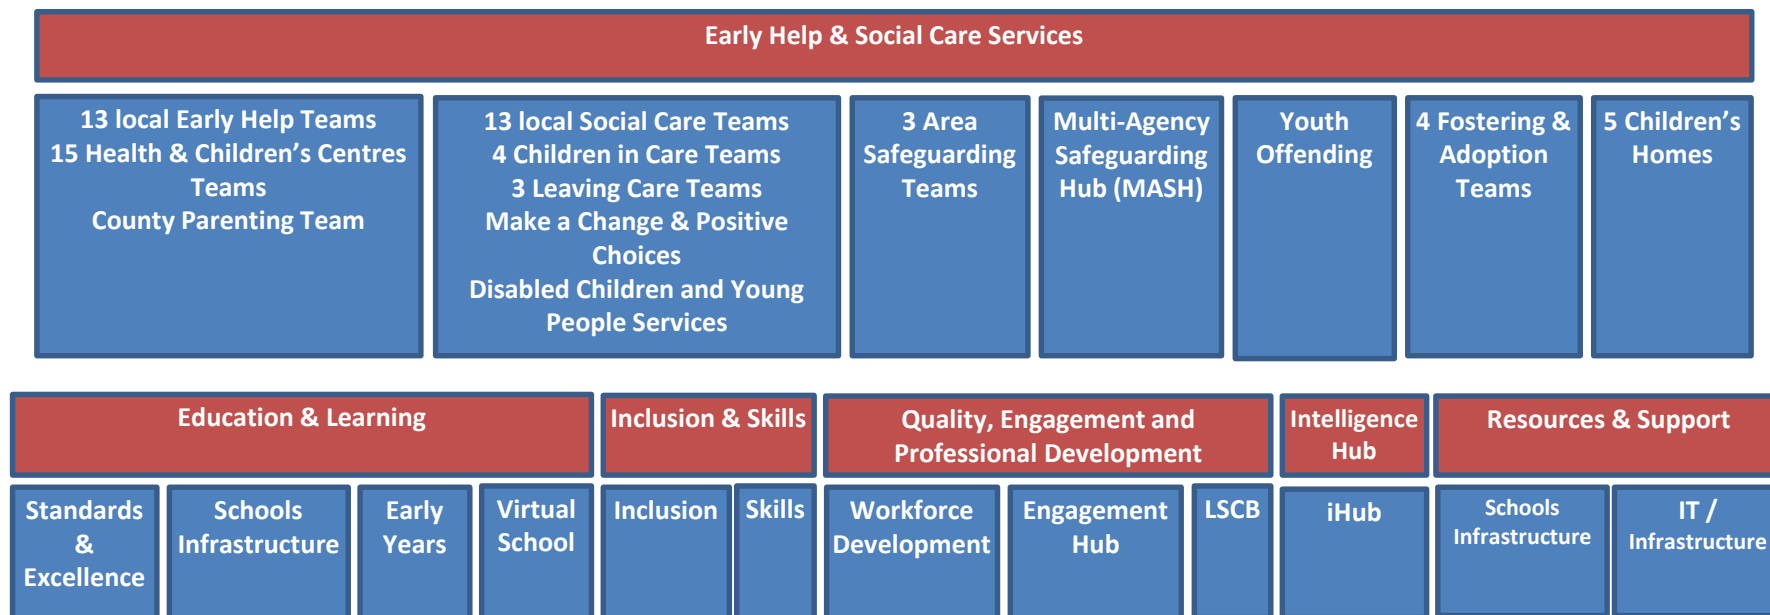 Early Help & Social Care Services
13 local Early Help Teams
15 Health & Children's Centres
Teams
County Parenting Team
13 local Social Care Teams
4 Children in Care Teams
3 Leaving Care Teams
Make a Change & Positive
Choices
Disabled Children and Young
People Services
3 Area
Safeguarding
Teams
Multi-Agency
Safeguarding
Hub (MASH)
Youth
Offending
4 Fostering &
Adoption
Teams
5 Children's
Homes
Education & Learning
Inclusion & Skills
Quality, Engagement and
Professional Development
Intelligence
Hub
Resources & Support
Standards
&
Excellence
Schools
Infrastructure
Early
Years
Virtual
School
Inclusion
Skills
Workforce
Development
Engagement
Hub
LSCB
iHub
Schools
Infrastructure
IT /
Infrastructure